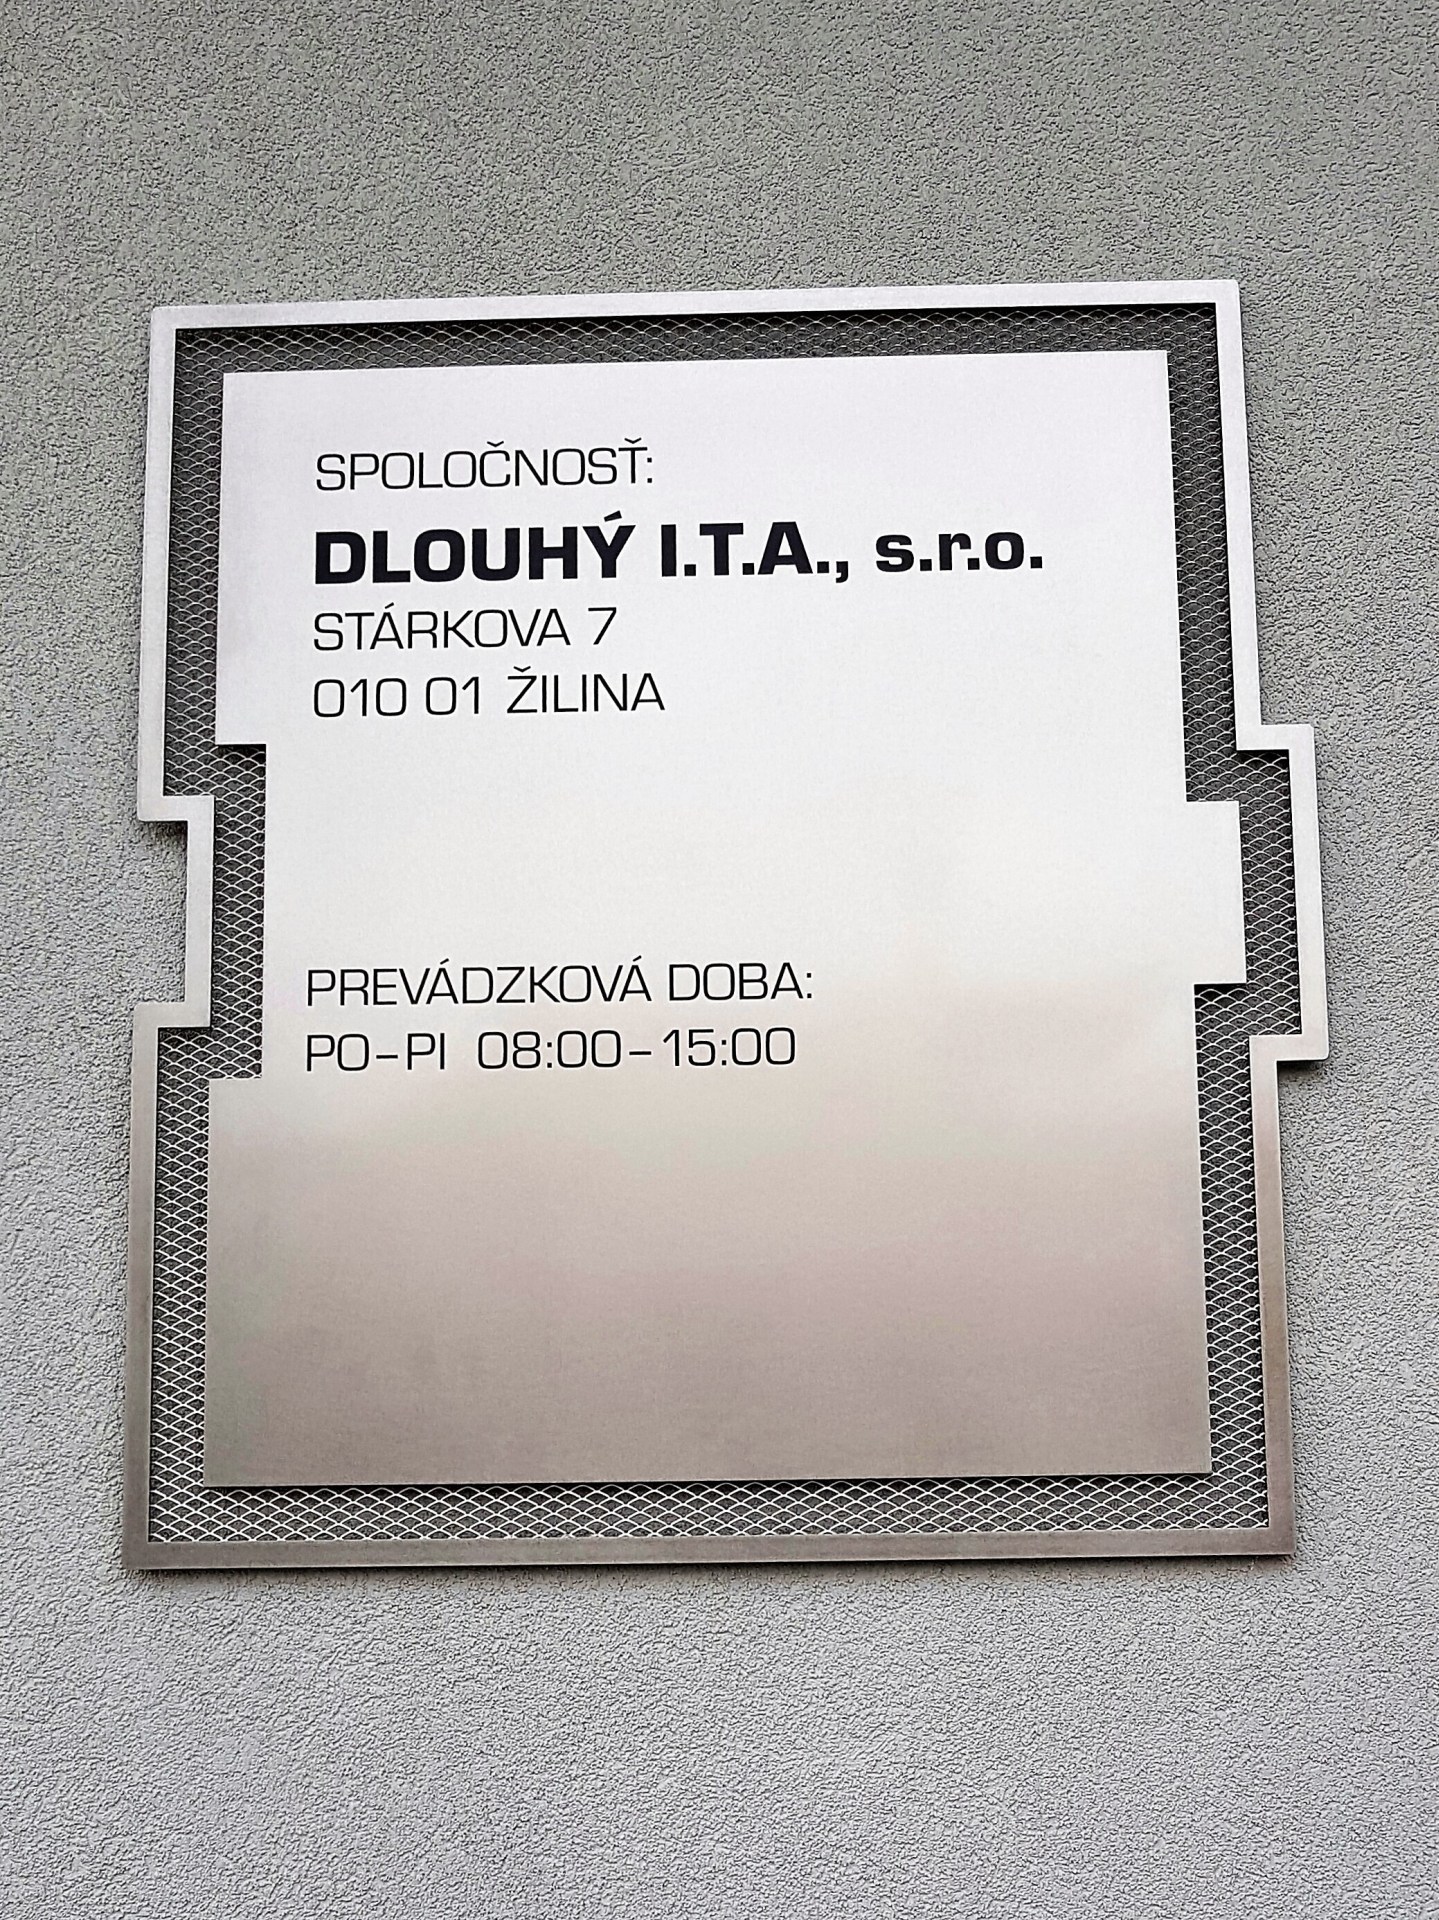 SPOLOČNOSŤ:
DLOUHÝ I.T.A., s.r.o.
STÁRKOVA 7
010 01 ŽILINA
PREVÁDZKOVÁ DOBA:
PO–PI 08:00–15:00